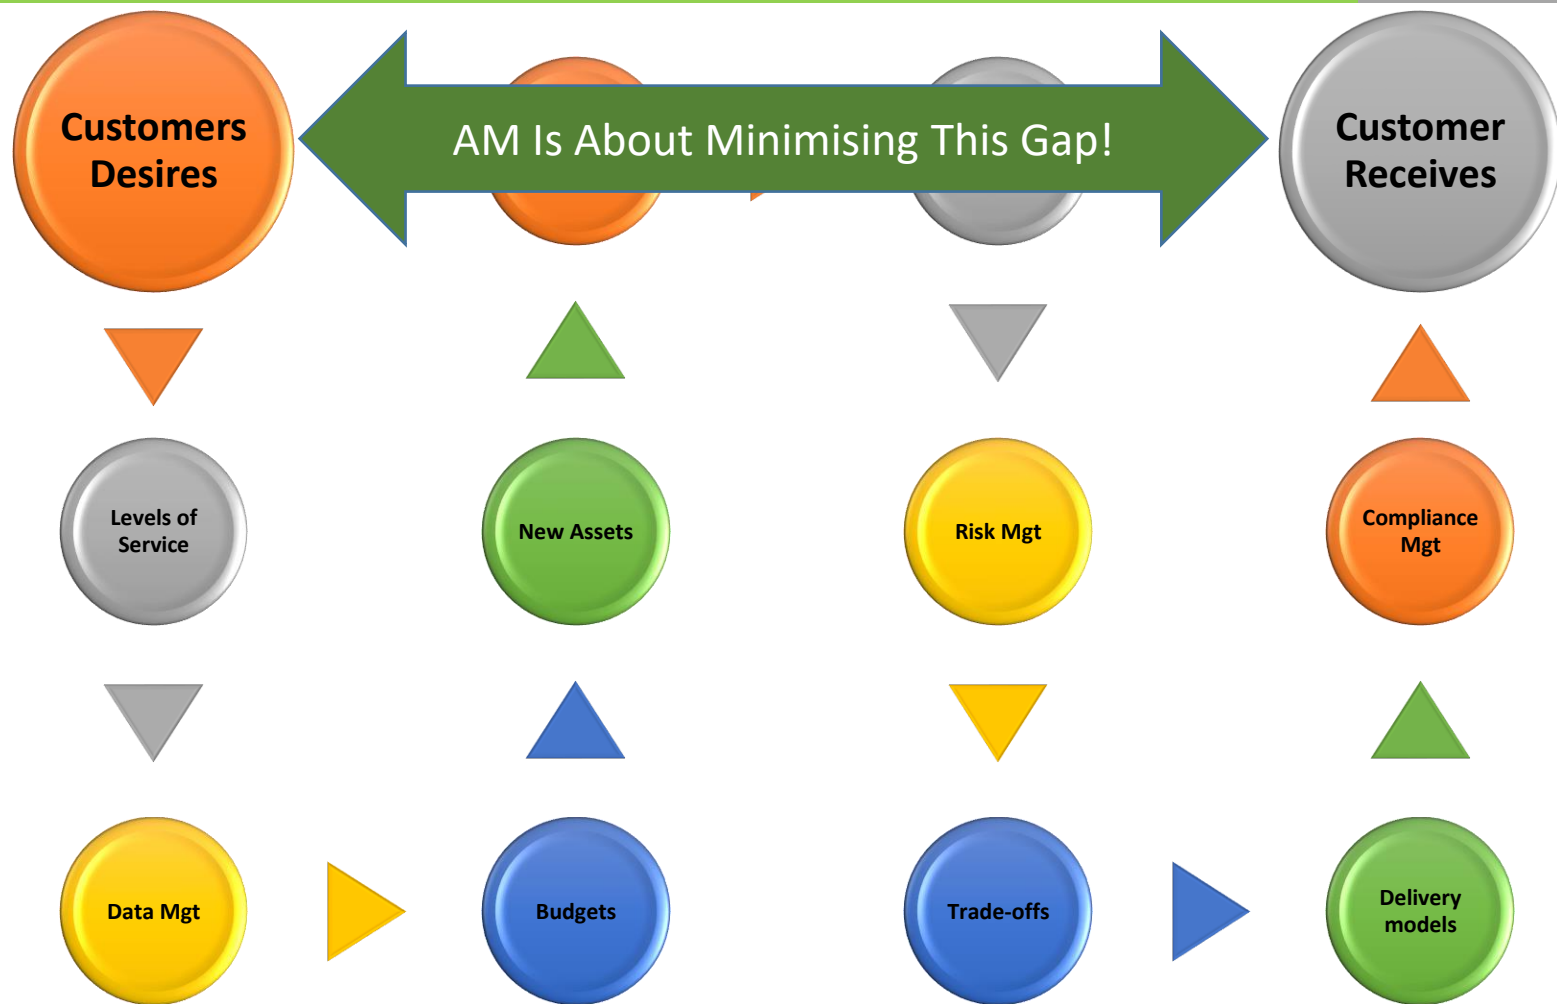 Customers
Desires
AM Is About Minimising This Gap!
Customer
Receives
Levels of
Service
New Assets
Risk Mgt
Compliance
Mgt
Data Mgt
Budgets
Trade-offs
Delivery
models